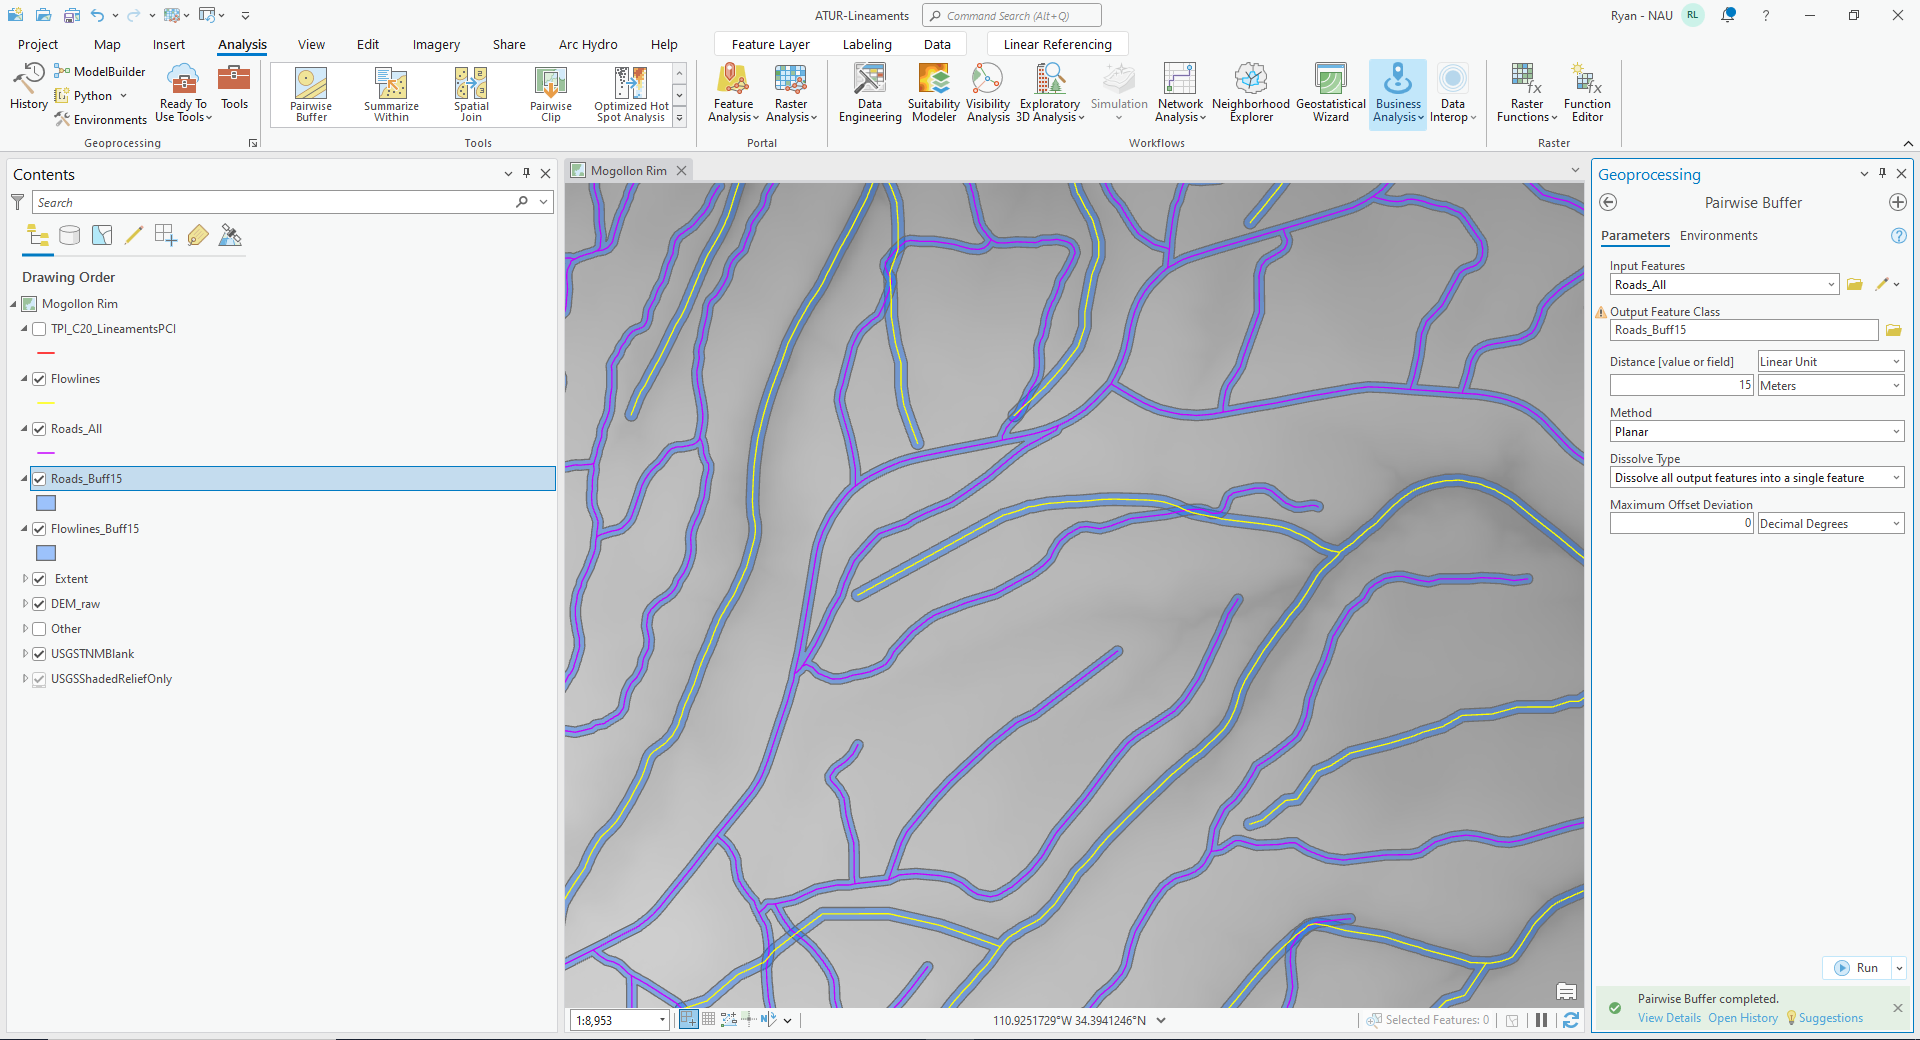 ATUR-Lineaments
Command Search (Alt+Q)
Ryan - NAU
RL
?
Project
Map
Insert
Analysis
View
Edit
Imagery
Share
Arc Hydro
Help
Feature Layer
Labeling
Data
Linear Referencing
History
ModelBuilder
Python
Environments
Ready To
Use Tools
Tools
Geoprocessing
Pairwise
Buffer
Summarize
Within
Spatial
Join
Pairwise
Clip
Optimized Hot
Spot Analysis
Tools
Feature
Analysis
Raster
Analysis
Portal
Data
Engineering
Suitability
Modeler
Visibility
Analysis
Exploratory
3D Analysis
Simulation
Network
Analysis
Neighborhood
Explorer
Geostatistical
Wizard
Business
Analysis
Data
Interop
Workflows
Raster
Functions
Function
Editor
Raster
Contents
Search
Drawing Order
Mogollon Rim
TPI_C20_LineamentsPCI
Flowlines
Roads_All
Roads_Buff15
Flowlines_Buff15
Extent
DEM_raw
Other
USGSTNMBlank
USGSShadedReliefOnly
Mogollon Rim
1:8,953
110.9251729°W 34.3941246°N
Selected Features: 0
Geoprocessing
Pairwise Buffer
Parameters
Environments
?
Input Features
Roads_All
Output Feature Class
Roads_Buff15
Distance [value or field]
Linear Unit
15
Meters
Method
Planar
Dissolve Type
Dissolve all output features into a single feature
Maximum Offset Deviation
0
Decimal Degrees
Run
Pairwise Buffer completed.
View Details Open History Suggestions